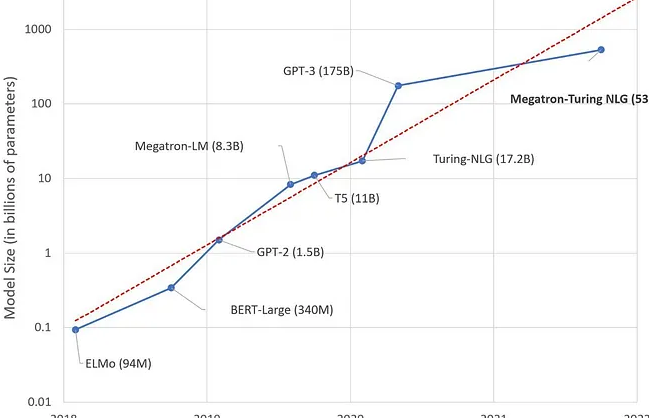 1000
GPT-3 (175B)
100
Megatron-Turing NLG (53
Megatron-LM (8.3B)
Turing-NLG (17.2B)
10
T5 (11B)
1
GPT-2 (1.5B)
BERT-Large (340M)
0.1
ELMo (94M)
0.01
Model Size (in billions of parameters)
2018 2019 2020 2021 2022